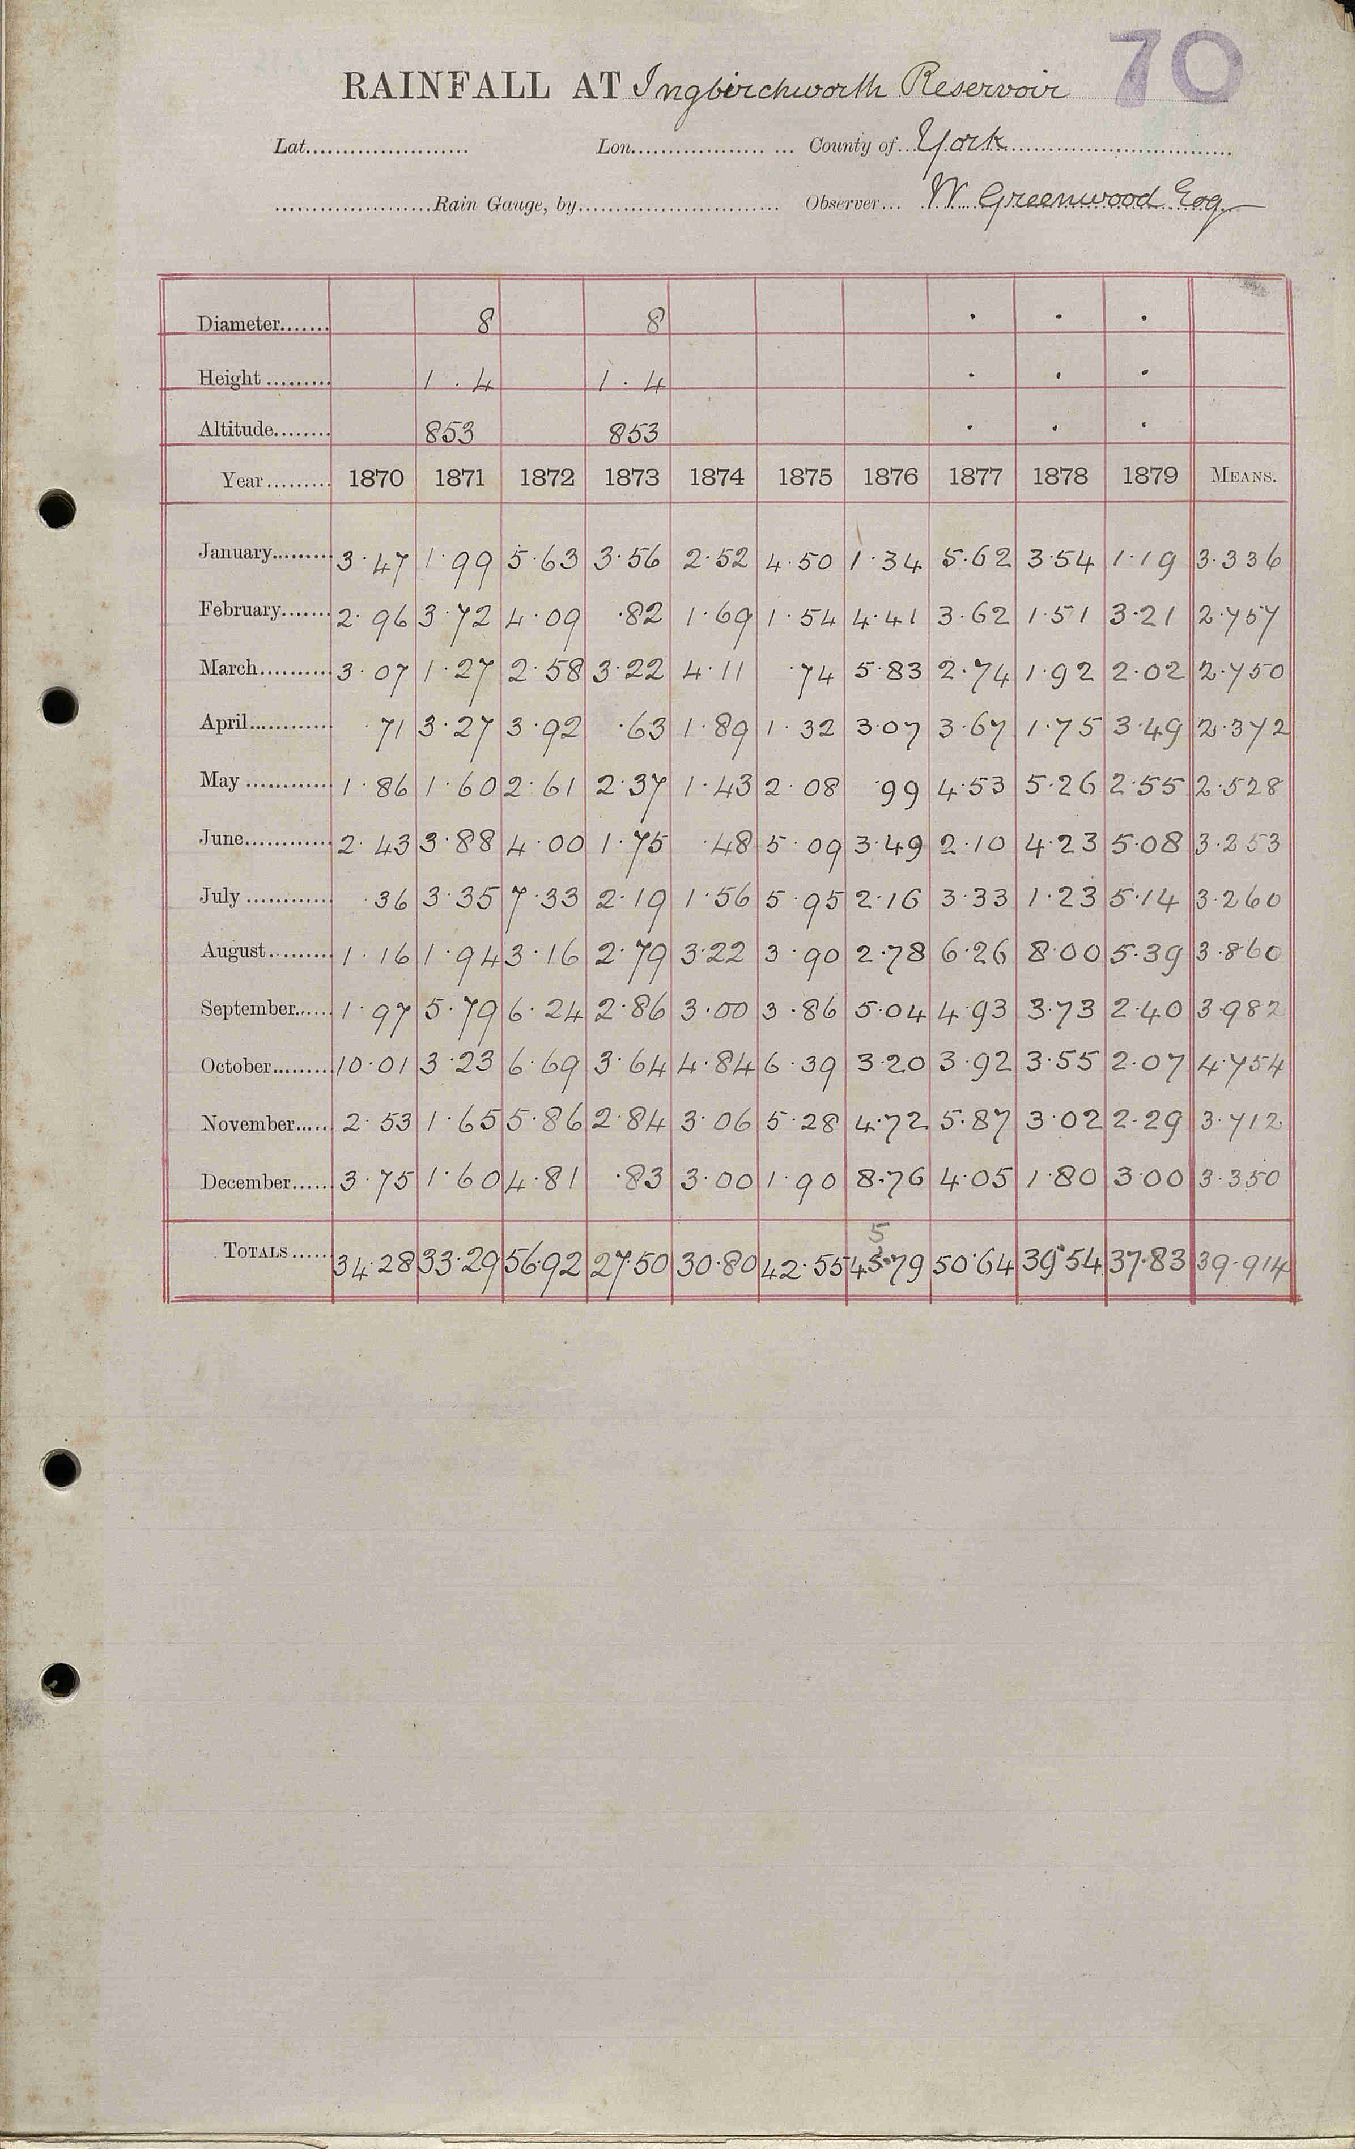 70
RAINFALL AT Ingbirchworth Reservoir
Lat. Lon. County of York
Rain Gauge, by Observer W Greenwood Esq
Diameter 8 8 . . .
Height 1.4 1.4 . . .
Altitude 853 853 . . .
Year 1870 1871 1872 1873 1874 1875 1876 1877 1878 1879 MEANS.
January 3.47 1.99 5.63 3.56 2.52 4.50 1.34 5.62 3.54 1.19 3.336
February 2.96 3.72 4.09 .82 1.69 1.54 4.41 3.62 1.51 3.21 2.757
March 3.07 1.27 2.58 3.22 4.11 .74 5.83 2.74 1.92 2.02 2.750
April .71 3.27 3.92 .63 1.89 1.32 3.07 3.67 1.75 3.49 2.372
May 1.86 1.60 2.61 2.37 1.43 2.08 .99 4.53 5.26 2.55 2.528
June 2.43 3.88 4.00 1.75 .48 5.09 3.49 2.10 4.23 5.08 3.253
July .36 3.35 7.33 2.19 1.56 5.95 2.16 3.33 1.23 5.14 3.260
August 1.16 1.94 3.16 2.79 3.22 3.90 2.78 6.26 8.00 5.39 3.860
September 1.97 5.79 6.24 2.86 3.00 3.86 5.04 4.93 3.73 2.40 3.982
October 10.01 3.23 6.69 3.64 4.84 6.39 3.20 3.92 3.55 2.07 4.754
November 2.53 1.65 5.86 2.84 3.06 5.28 4.72 5.87 3.02 2.29 3.712
December 3.75 1.60 4.81 .83 3.00 1.90 8.76 4.05 1.80 3.00 3.350
5
TOTALS 34.28 33.29 56.92 27.50 30.80 42.55 45.79 50.64 39.54 37.83 39.914